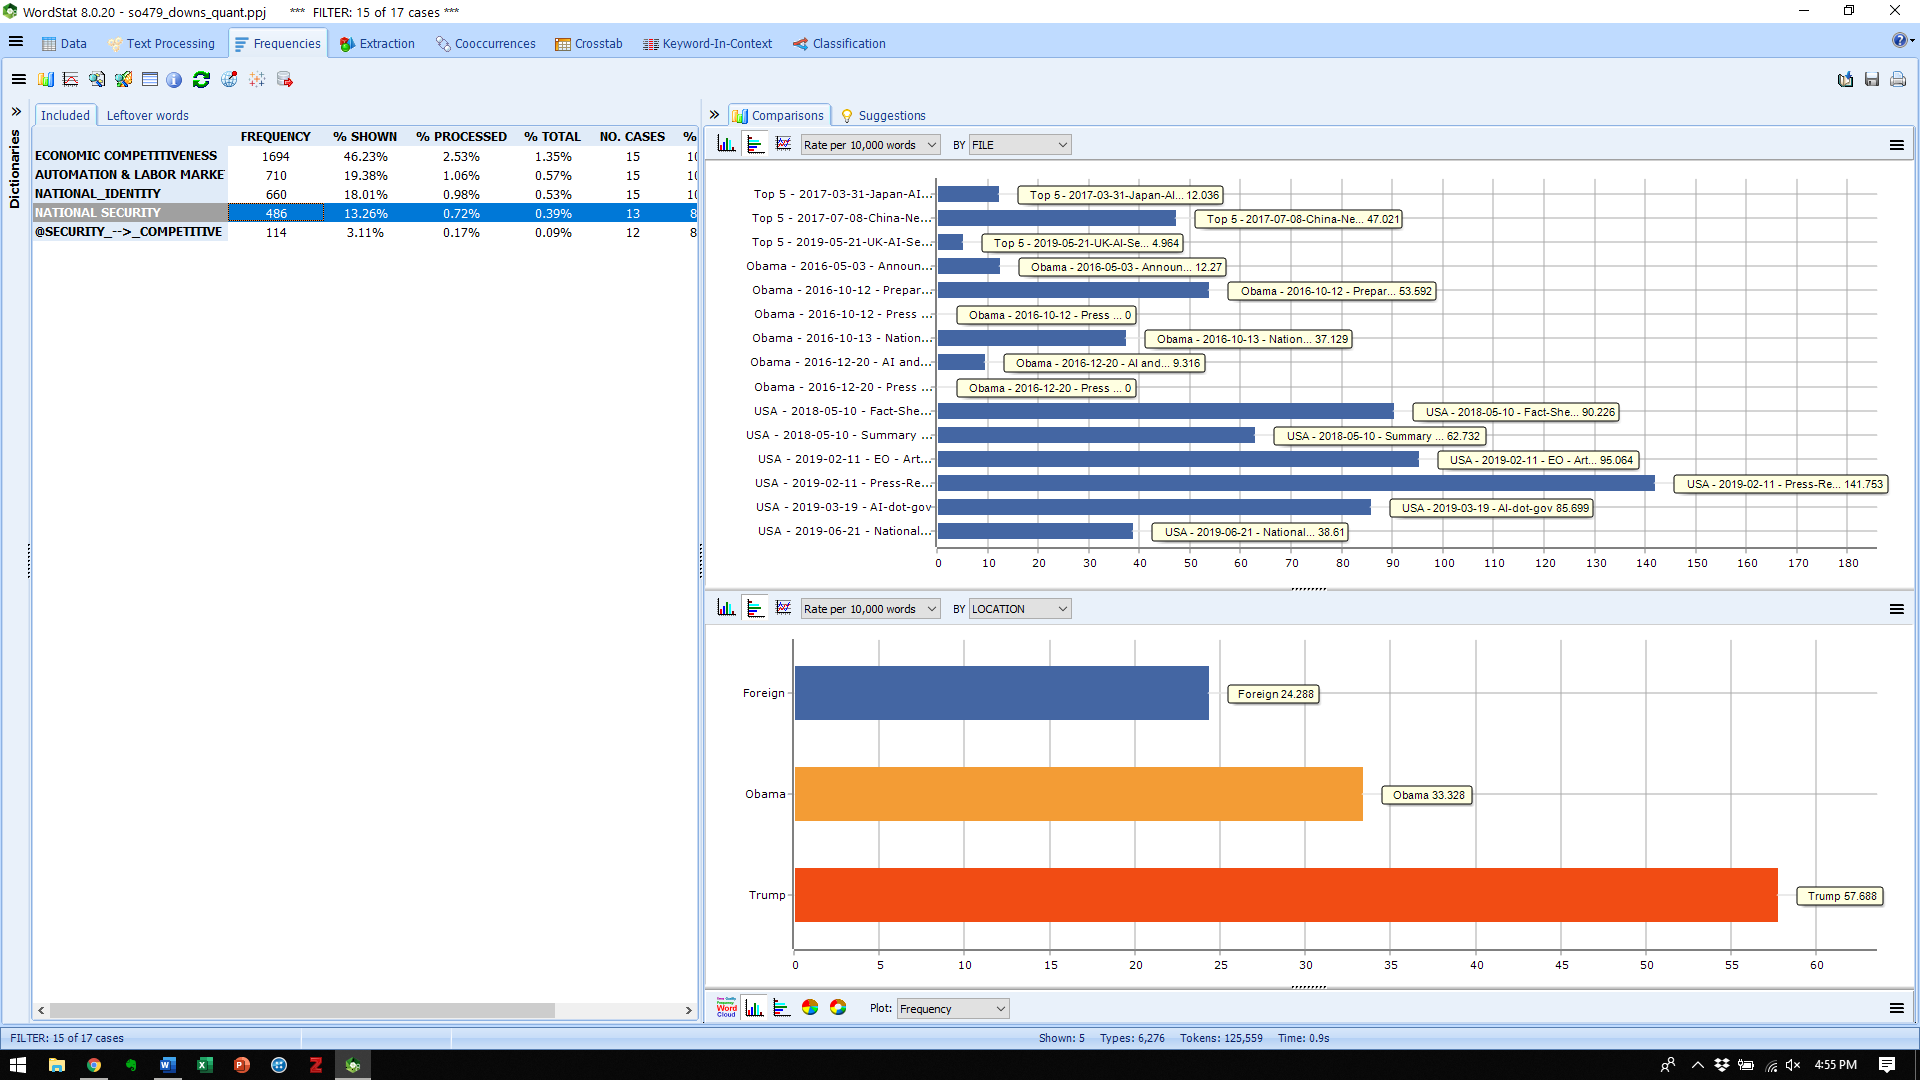 WordStat 8.0.20 - so479_downs_quant.ppj *** FILTER: 15 of 17 cases ***
Data Text Processing Frequencies Extraction Cooccurrences Crosstab Keyword-In-Context Classification
Dictionaries
Included Leftover words
FREQUENCY % SHOWN % PROCESSED % TOTAL NO. CASES %
ECONOMIC COMPETITIVENESS 1694 46.23% 2.53% 1.35% 15 10
AUTOMATION & LABOR MARKE 710 19.38% 1.06% 0.57% 15 10
NATIONAL_IDENTITY 660 18.01% 0.98% 0.53% 15 10
NATIONAL SECURITY 486 13.26% 0.72% 0.39% 13 8
@SECURITY_-->_COMPETITIVE 114 3.11% 0.17% 0.09% 12 8
Comparisons Suggestions
Rate per 10,000 words BY FILE
Top 5 - 2017-03-31-Japan-AI... Top 5 - 2017-03-31-Japan-AI... 12.036
Top 5 - 2017-07-08-China-Ne... Top 5 - 2017-07-08-China-Ne... 47.021
Top 5 - 2019-05-21-UK-AI-Se... Top 5 - 2019-05-21-UK-AI-Se... 4.964
Obama - 2016-05-03 - Announ... Obama - 2016-05-03 - Announ... 12.27
Obama - 2016-10-12 - Prepar... Obama - 2016-10-12 - Prepar... 53.592
Obama - 2016-10-12 - Press ... Obama - 2016-10-12 - Press ... 0
Obama - 2016-10-13 - Nation... Obama - 2016-10-13 - Nation... 37.129
Obama - 2016-12-20 - AI and... Obama - 2016-12-20 - AI and... 9.316
Obama - 2016-12-20 - Press ... Obama - 2016-12-20 - Press ... 0
USA - 2018-05-10 - Fact-She... USA - 2018-05-10 - Fact-She... 90.226
USA - 2018-05-10 - Summary ... USA - 2018-05-10 - Summary ... 62.732
USA - 2019-02-11 - EO - Art... USA - 2019-02-11 - EO - Art... 95.064
USA - 2019-02-11 - Press-Re... USA - 2019-02-11 - Press-Re... 141.753
USA - 2019-03-19 - AI-dot-gov USA - 2019-03-19 - AI-dot-gov 85.699
USA - 2019-06-21 - National... USA - 2019-06-21 - National... 38.61
0 10 20 30 40 50 60 70 80 90 100 110 120 130 140 150 160 170 180
Rate per 10,000 words BY LOCATION
Foreign Foreign 24.288
Obama Obama 33.328
Trump Trump 57.688
0 5 10 15 20 25 30 35 40 45 50 55 60
Word Cloud Plot: Frequency
FILTER: 15 of 17 cases Shown: 5 Types: 6,276 Tokens: 125,559 Time: 0.9s
4:55 PM